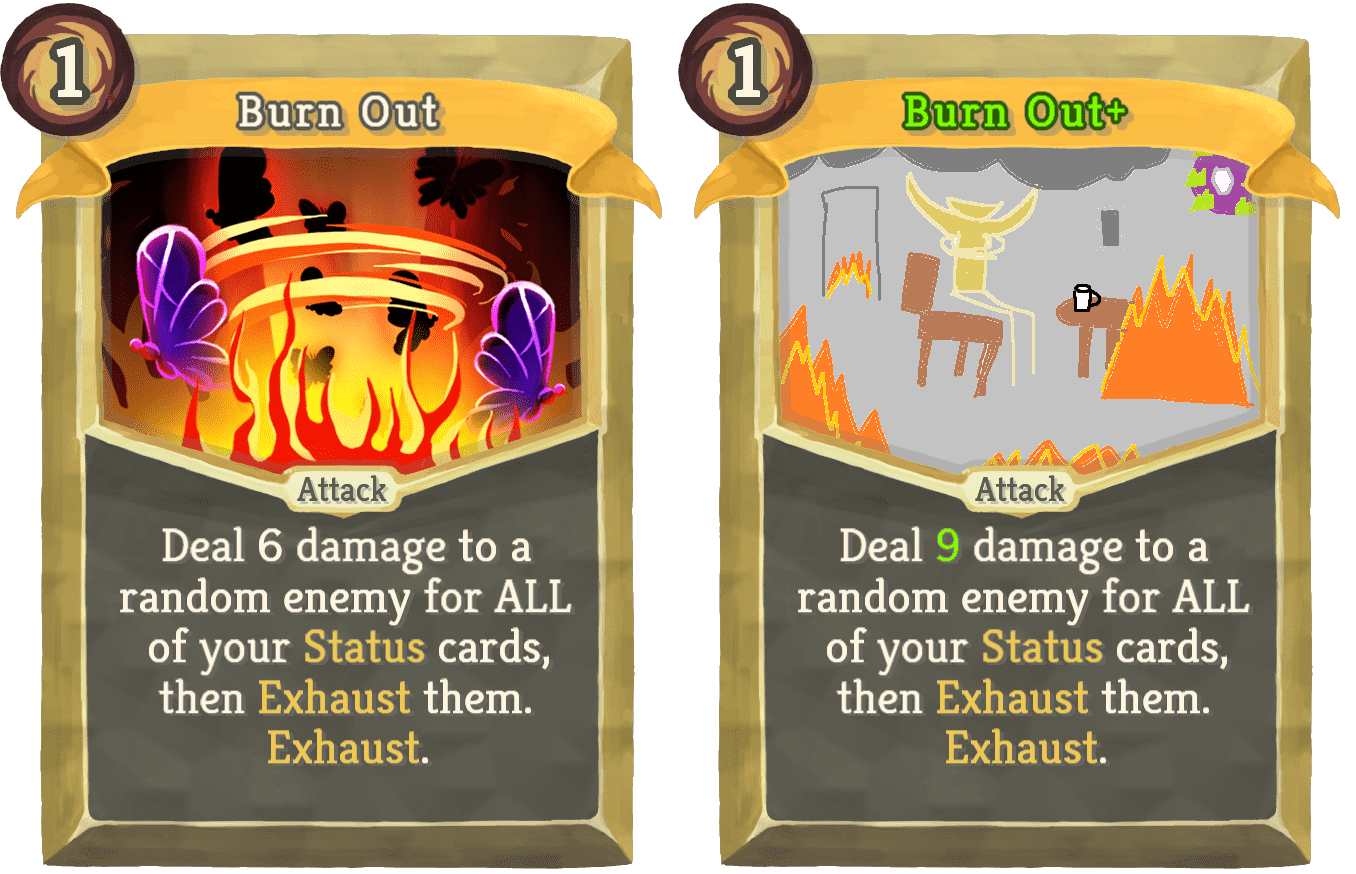 1
Burn Out
Attack
Deal 6 damage to a
random enemy for ALL
of your Status cards,
then Exhaust them.
Exhaust.
1
Burn Out+
Attack
Deal 9 damage to a
random enemy for ALL
of your Status cards,
then Exhaust them.
Exhaust.